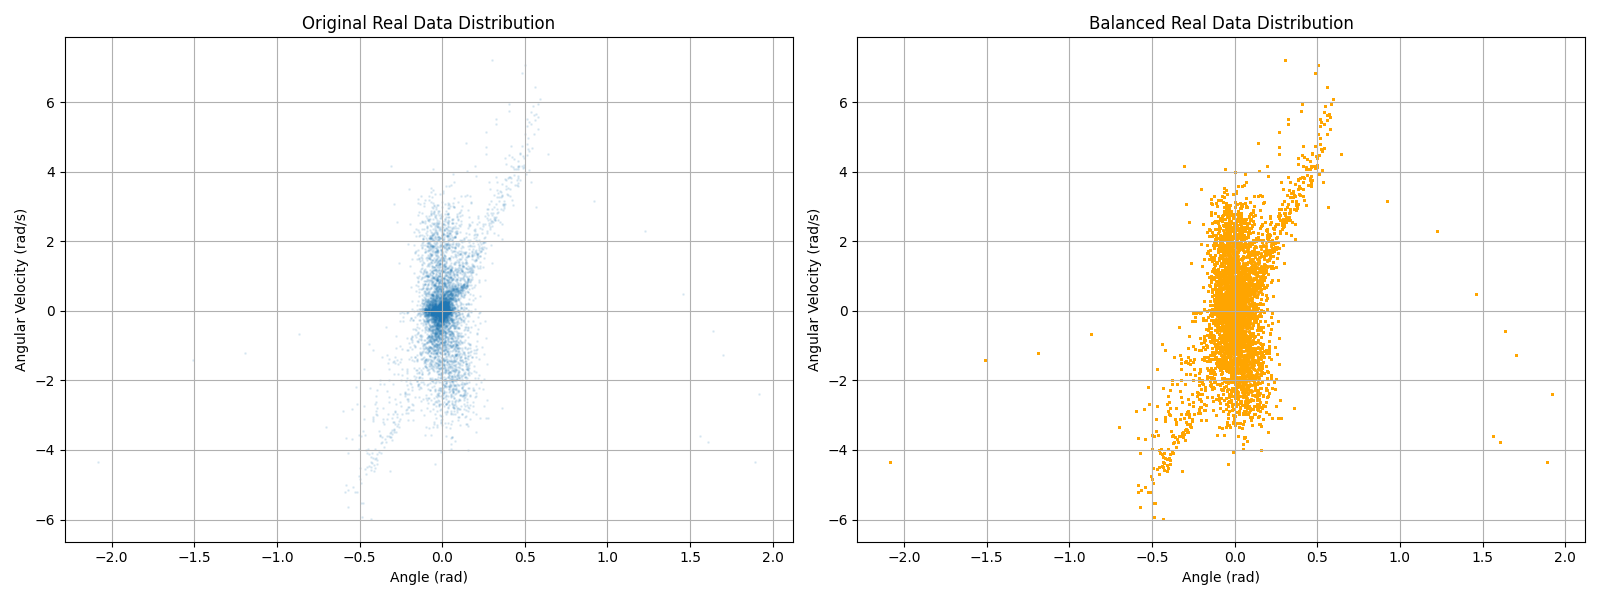 Original Real Data Distribution
Angular Velocity (rad/s)
6
4
2
0
−2
−4
−6
−2.0 −1.5 −1.0 −0.5 0.0 0.5 1.0 1.5 2.0
Angle (rad)
Balanced Real Data Distribution
Angular Velocity (rad/s)
6
4
2
0
−2
−4
−6
−2.0 −1.5 −1.0 −0.5 0.0 0.5 1.0 1.5 2.0
Angle (rad)